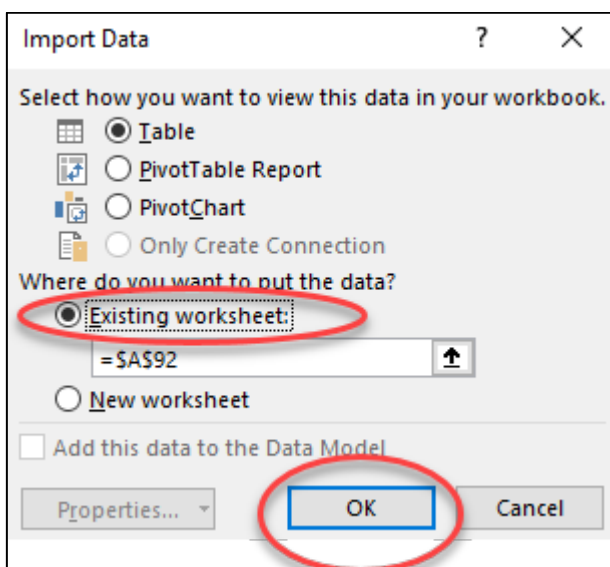 Import Data ?
Select how you want to view this data in your workbook.
Table
PivotTable Report
PivotChart
Only Create Connection
Where do you want to put the data?
Existing worksheet:
=$A$92
New worksheet
Add this data to the Data Model
Properties... OK Cancel